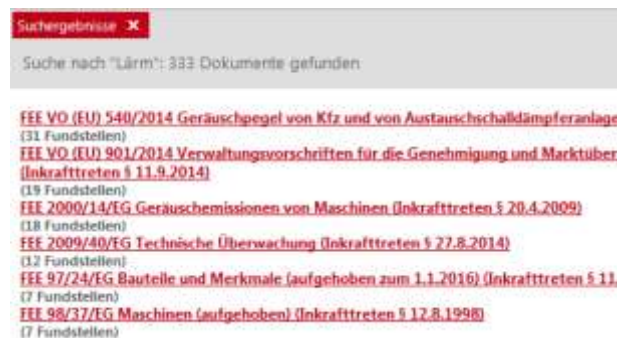 Suchergebnisse ✕
Suche nach "Lärm": 333 Dokumente gefunden
FEE VO (EU) 540/2014 Geräuschpegel von Kfz und von Austauschschalldämpferanlage
(31 Fundstellen)
FEE VO (EU) 901/2014 Verwaltungsvorschriften für die Genehmigung und Marktüber
(Inkrafttreten § 11.9.2014)
(19 Fundstellen)
FEE 2000/14/EG Geräuschemissionen von Maschinen (Inkrafttreten § 20.4.2009)
(18 Fundstellen)
FEE 2009/40/EG Technische Überwachung (Inkrafttreten § 27.8.2014)
(12 Fundstellen)
FEE 97/24/EG Bauteile und Merkmale (aufgehoben zum 1.1.2016) (Inkrafttreten § 11.
(7 Fundstellen)
FEE 98/37/EG Maschinen (aufgehoben) (Inkrafttreten § 12.8.1998)
(7 Fundstellen)